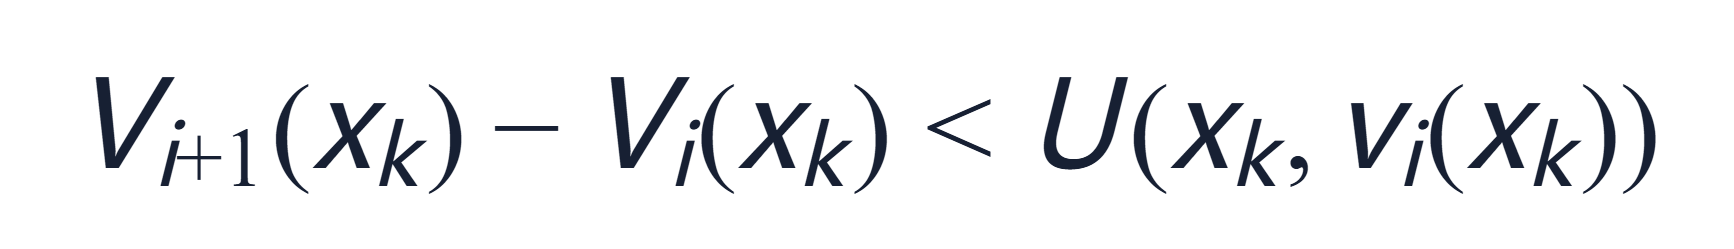 V_{i+1}(x_k) − V_i(x_k) < U(x_k, v_i(x_k))